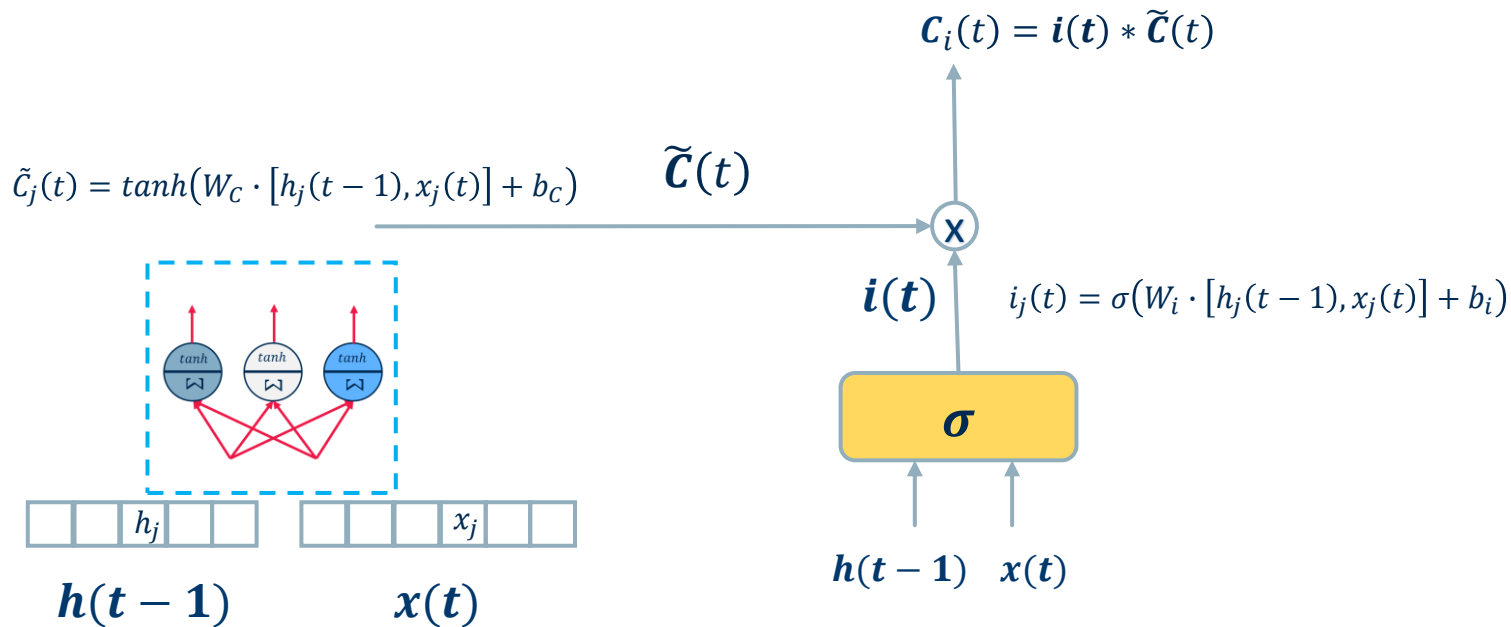 C_i(t) = i(t) ∗ C̃(t)
C̃(t)
C̃_j(t) = tanh(W_C · [h_j(t − 1), x_j(t)] + b_C)
X
i(t)
i_j(t) = σ(W_i · [h_j(t − 1), x_j(t)] + b_i)
tanh tanh tanh
Σ Σ Σ
σ
h_j x_j
h(t − 1) x(t)
h(t − 1) x(t)